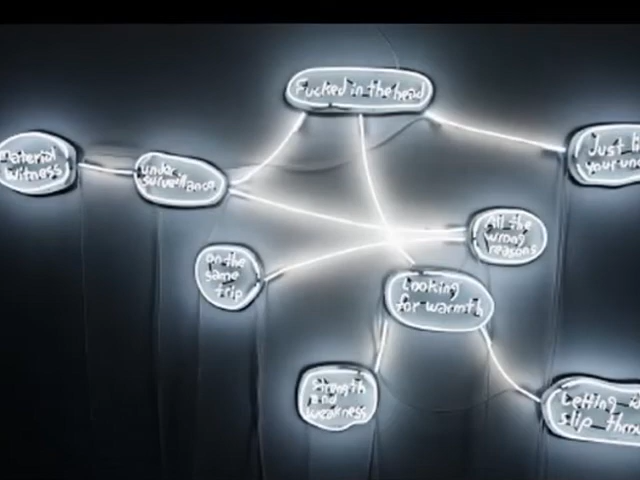 Fucked in the head
material
witness
under
surveillance
Just
your
All the
wrong
reasons
on the
same
trip
Looking
for warmth
strength
and
weakness
Letting
slip